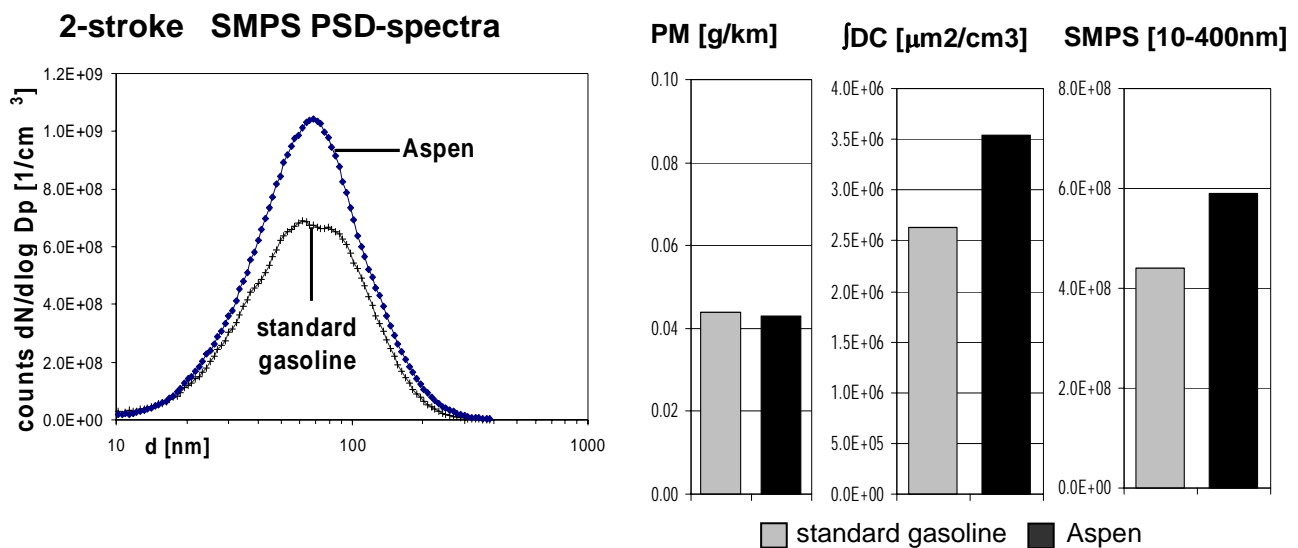 2-stroke SMPS PSD-spectra
counts dN/dlog Dp [1/cm 3]
1.2E+09
1.0E+09
8.0E+08
6.0E+08
4.0E+08
2.0E+08
0.0E+00
Aspen
standard
gasoline
10
100
1000
d [nm]
PM [g/km]
0.10
0.08
0.06
0.04
0.02
0.00
∫DC [µm2/cm3]
4.0E+06
3.5E+06
3.0E+06
2.5E+06
2.0E+06
1.5E+06
1.0E+06
5.0E+05
0.0E+00
SMPS [10-400nm]
8.0E+08
6.0E+08
4.0E+08
2.0E+08
0.0E+00
standard gasoline Aspen